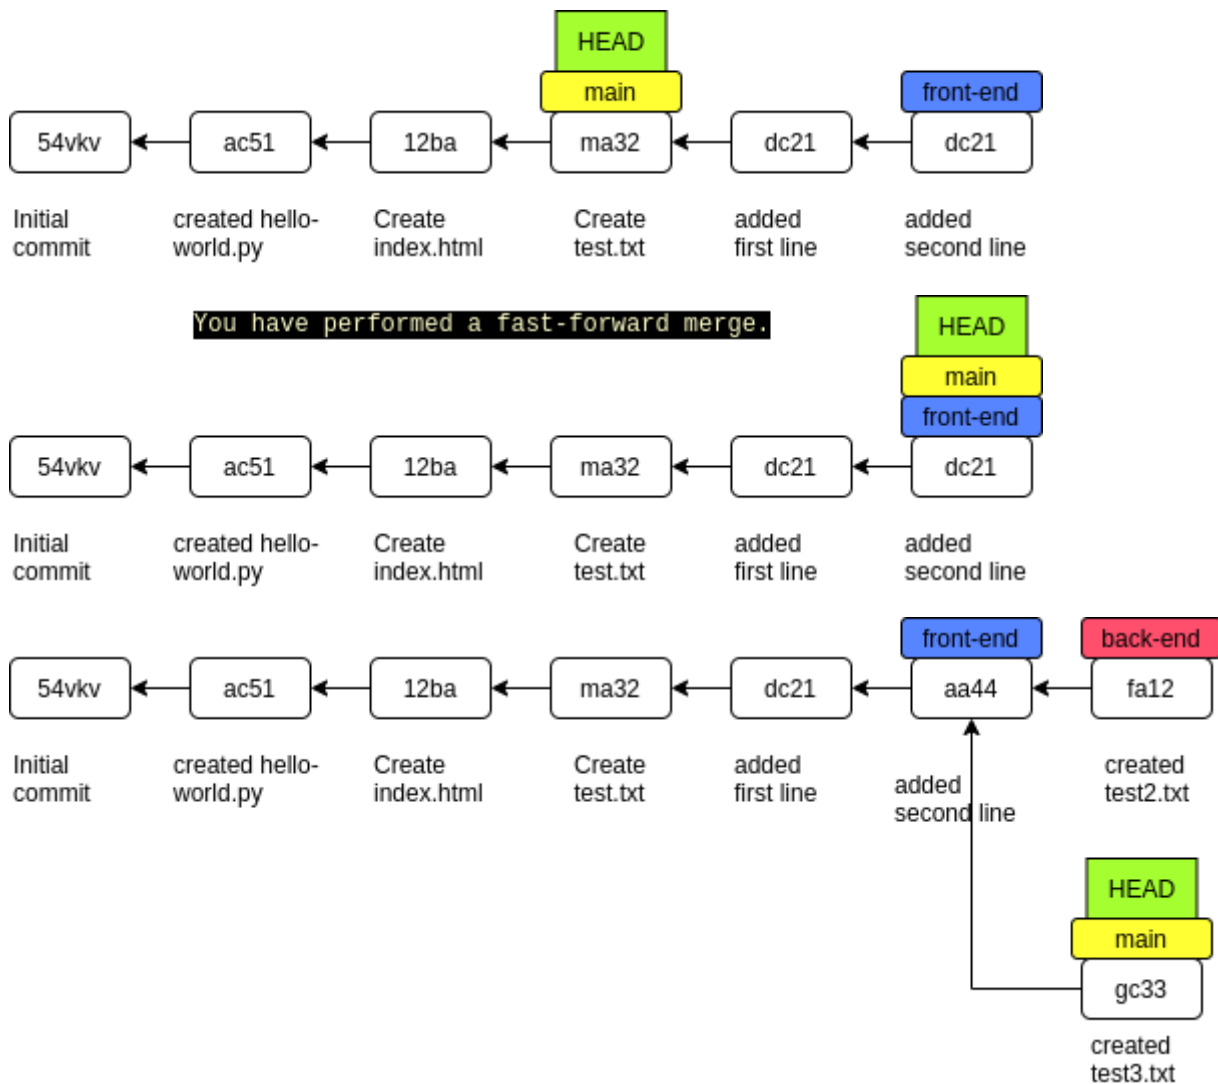 HEAD
main
front-end
54vkv
ac51
12ba
ma32
dc21
dc21
Initial
commit
created hello-
world.py
Create
index.html
Create
test.txt
added
first line
added
second line
You have performed a fast-forward merge.
HEAD
main
front-end
54vkv
ac51
12ba
ma32
dc21
dc21
Initial
commit
created hello-
world.py
Create
index.html
Create
test.txt
added
first line
added
second line
front-end
back-end
54vkv
ac51
12ba
ma32
dc21
aa44
fa12
Initial
commit
created hello-
world.py
Create
index.html
Create
test.txt
added
first line
added
second line
created
test2.txt
HEAD
main
gc33
created
test3.txt